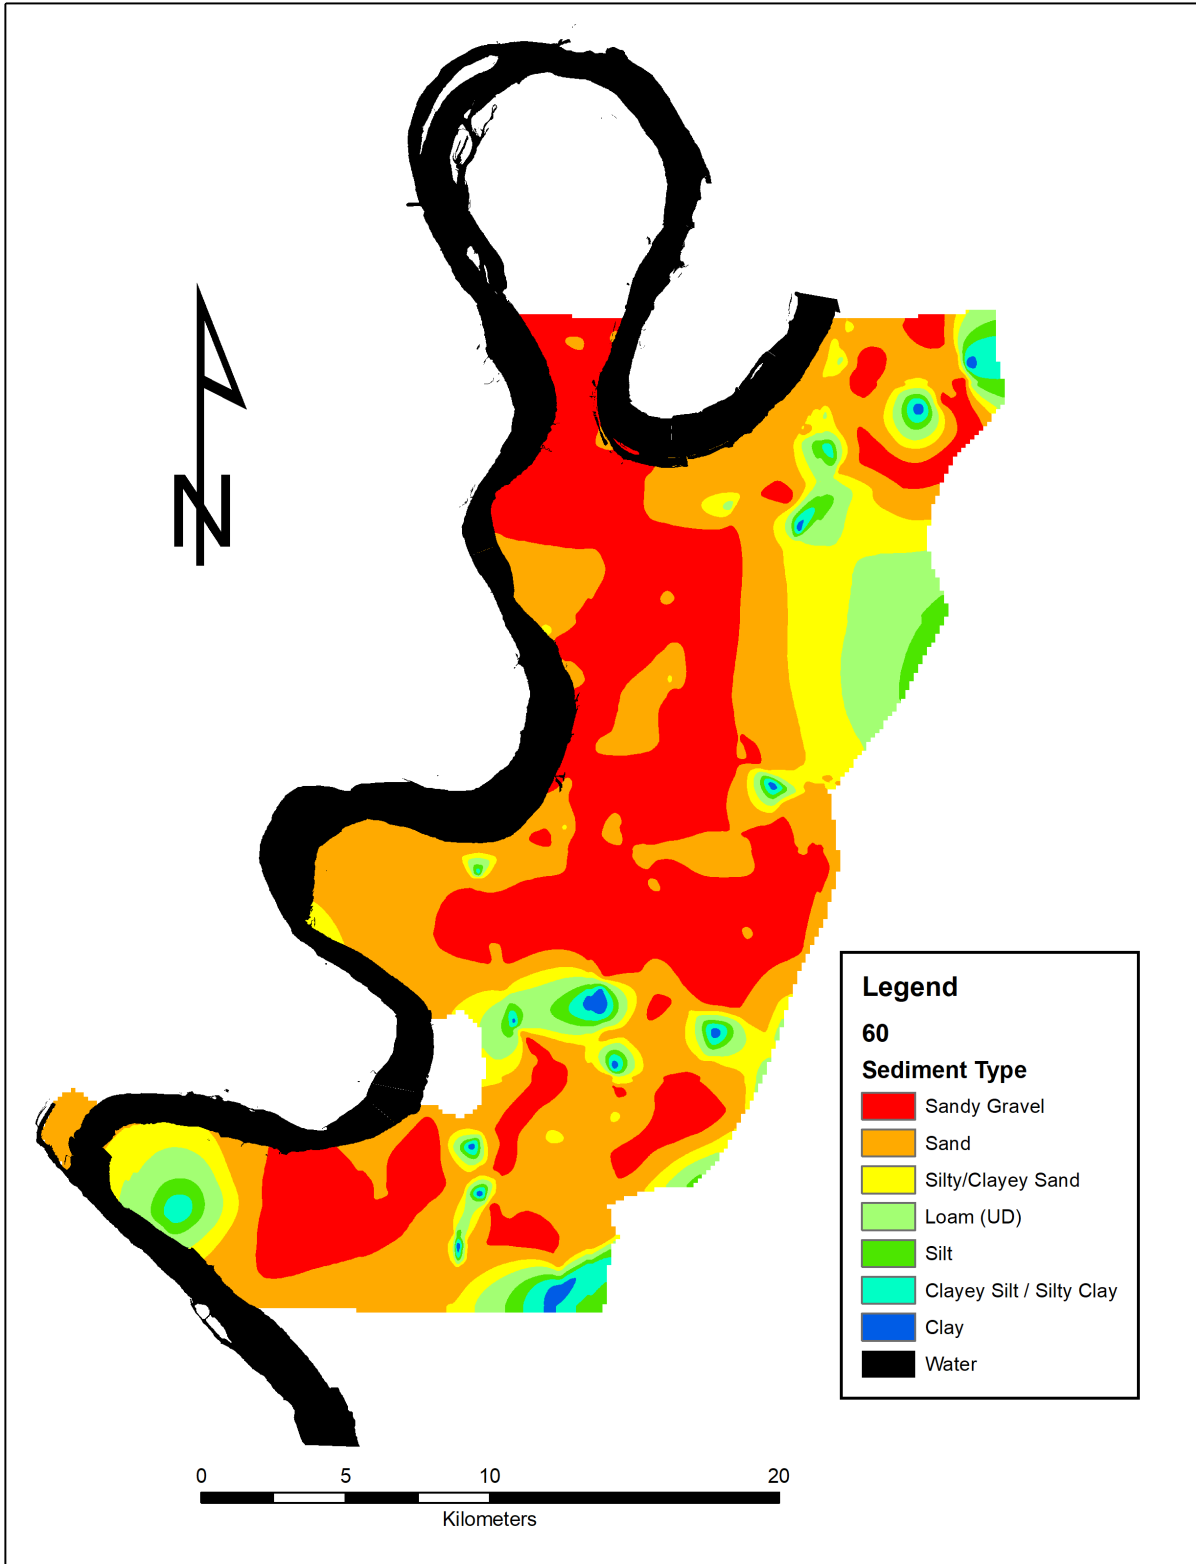 N
Legend
60
Sediment Type
Sandy Gravel
Sand
Silty/Clayey Sand
Loam (UD)
Silt
Clayey Silt / Silty Clay
Clay
Water
0 5 10 20
Kilometers